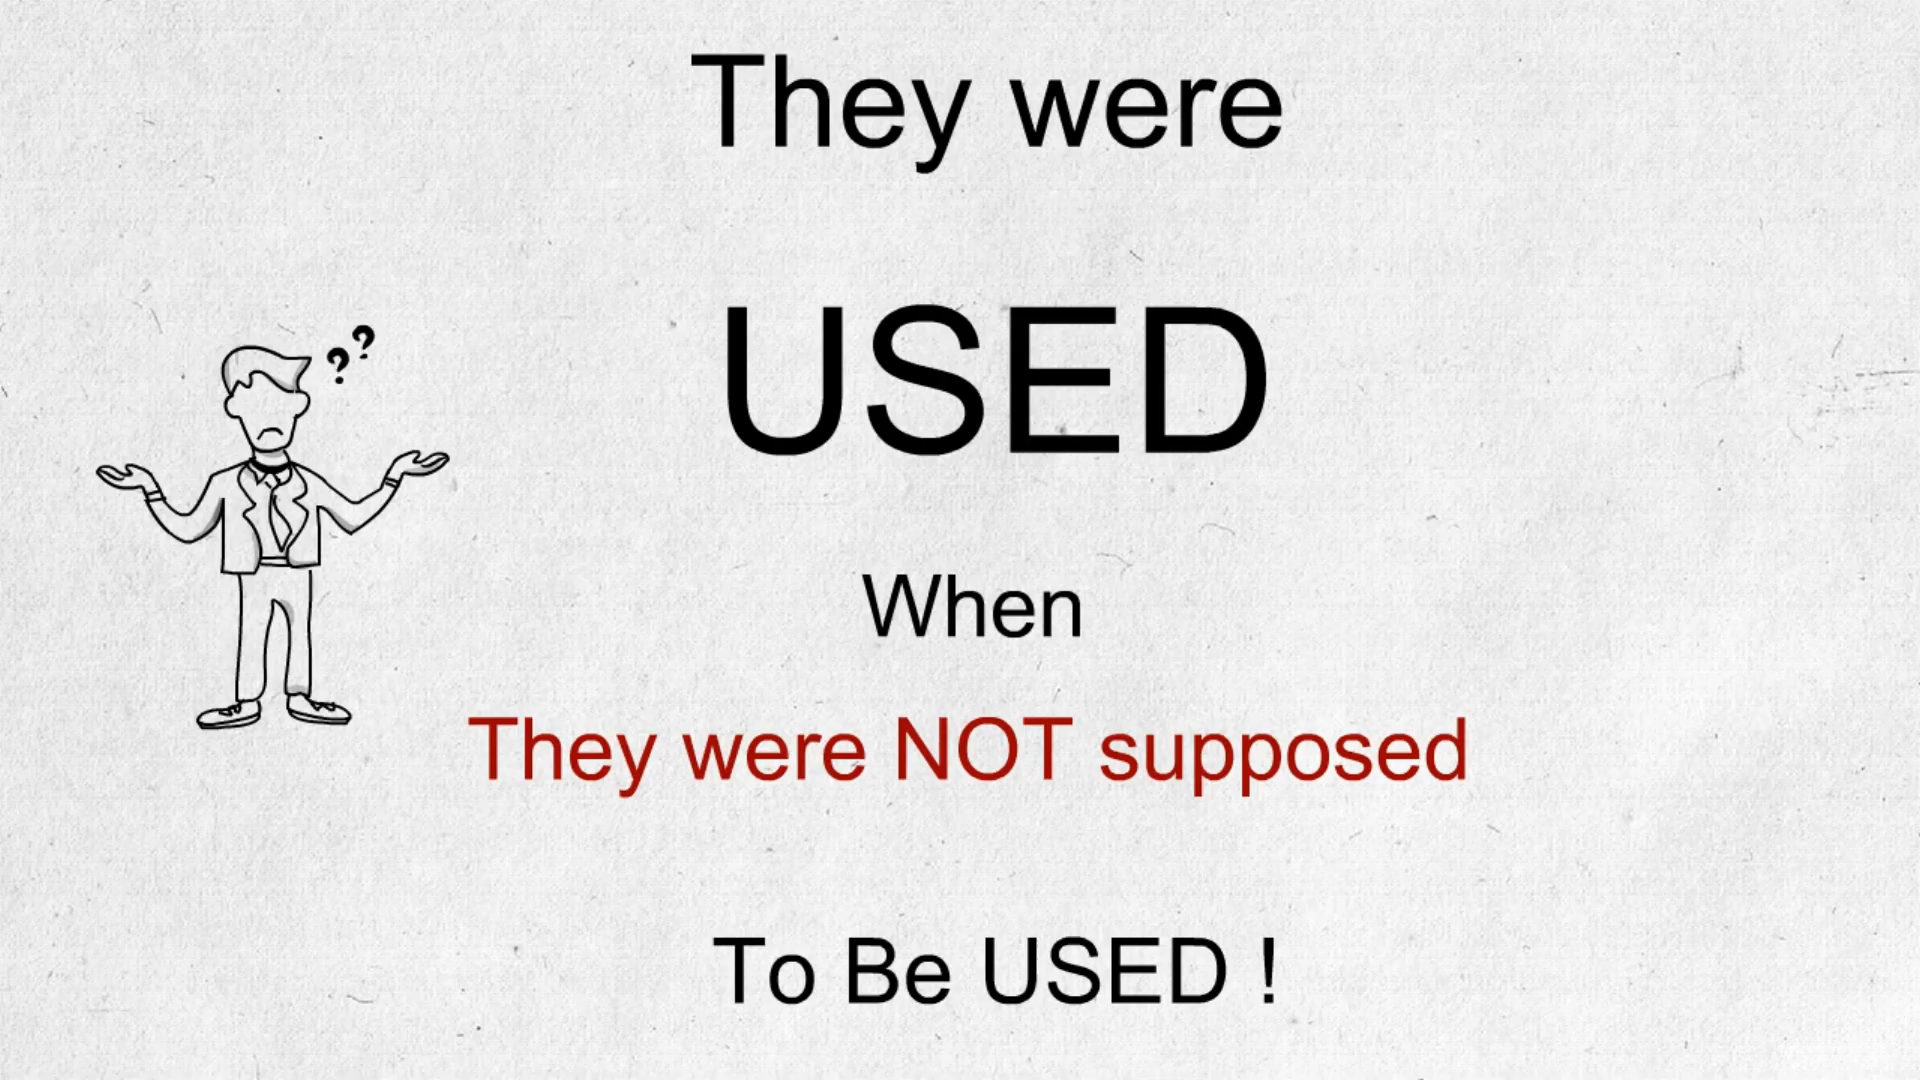 They were
USED
??
When
They were NOT supposed
To Be USED !